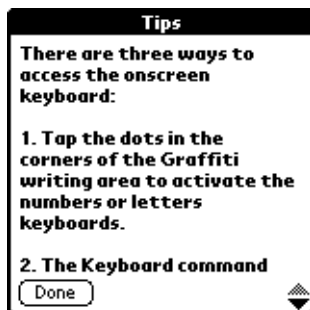 Tips
There are three ways to
access the onscreen
keyboard:
1. Tap the dots in the
corners of the Graffiti
writing area to activate the
numbers or letters
keyboards.
2. The Keyboard command
Done